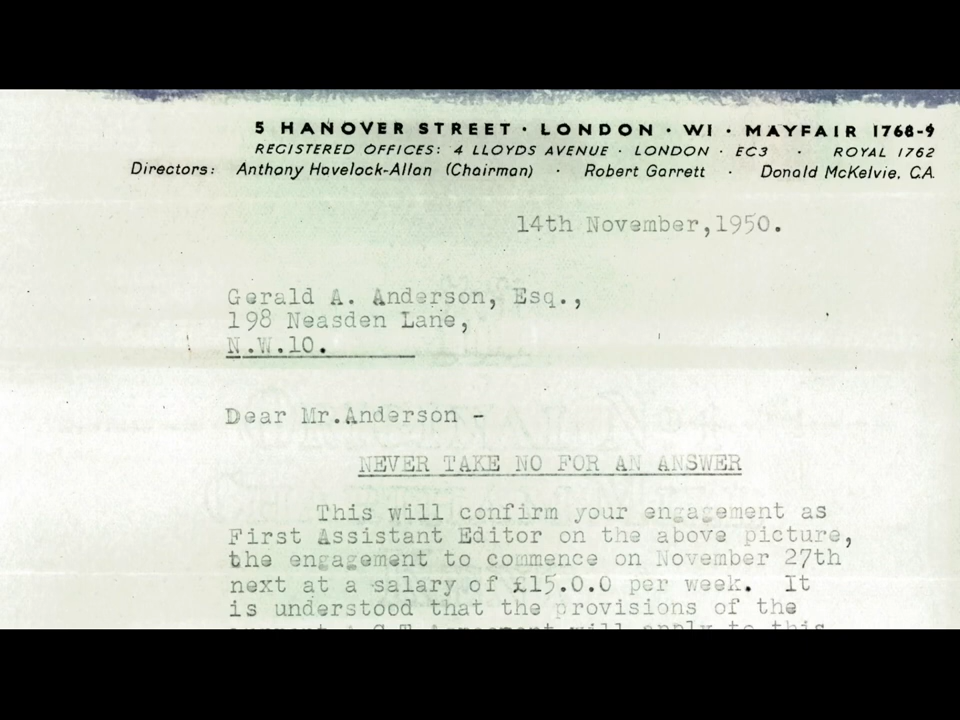 5 HANOVER STREET · LONDON · W1 · MAYFAIR 1768-9
REGISTERED OFFICES: 4 LLOYDS AVENUE · LONDON · EC3 · ROYAL 1762
Directors: Anthony Havelock-Allan (Chairman) · Robert Garrett · Donald McKelvie, C.A.
14th November,1950.
Gerald A. Anderson, Esq.,
198 Neasden Lane,
N.W.10.
Dear Mr.Anderson -
NEVER TAKE NO FOR AN ANSWER
This will confirm your engagement as
First Assistant Editor on the above picture,
the engagement to commence on November 27th
next at a salary of £15.0.0 per week. It
is understood that the provisions of the
will apply to this